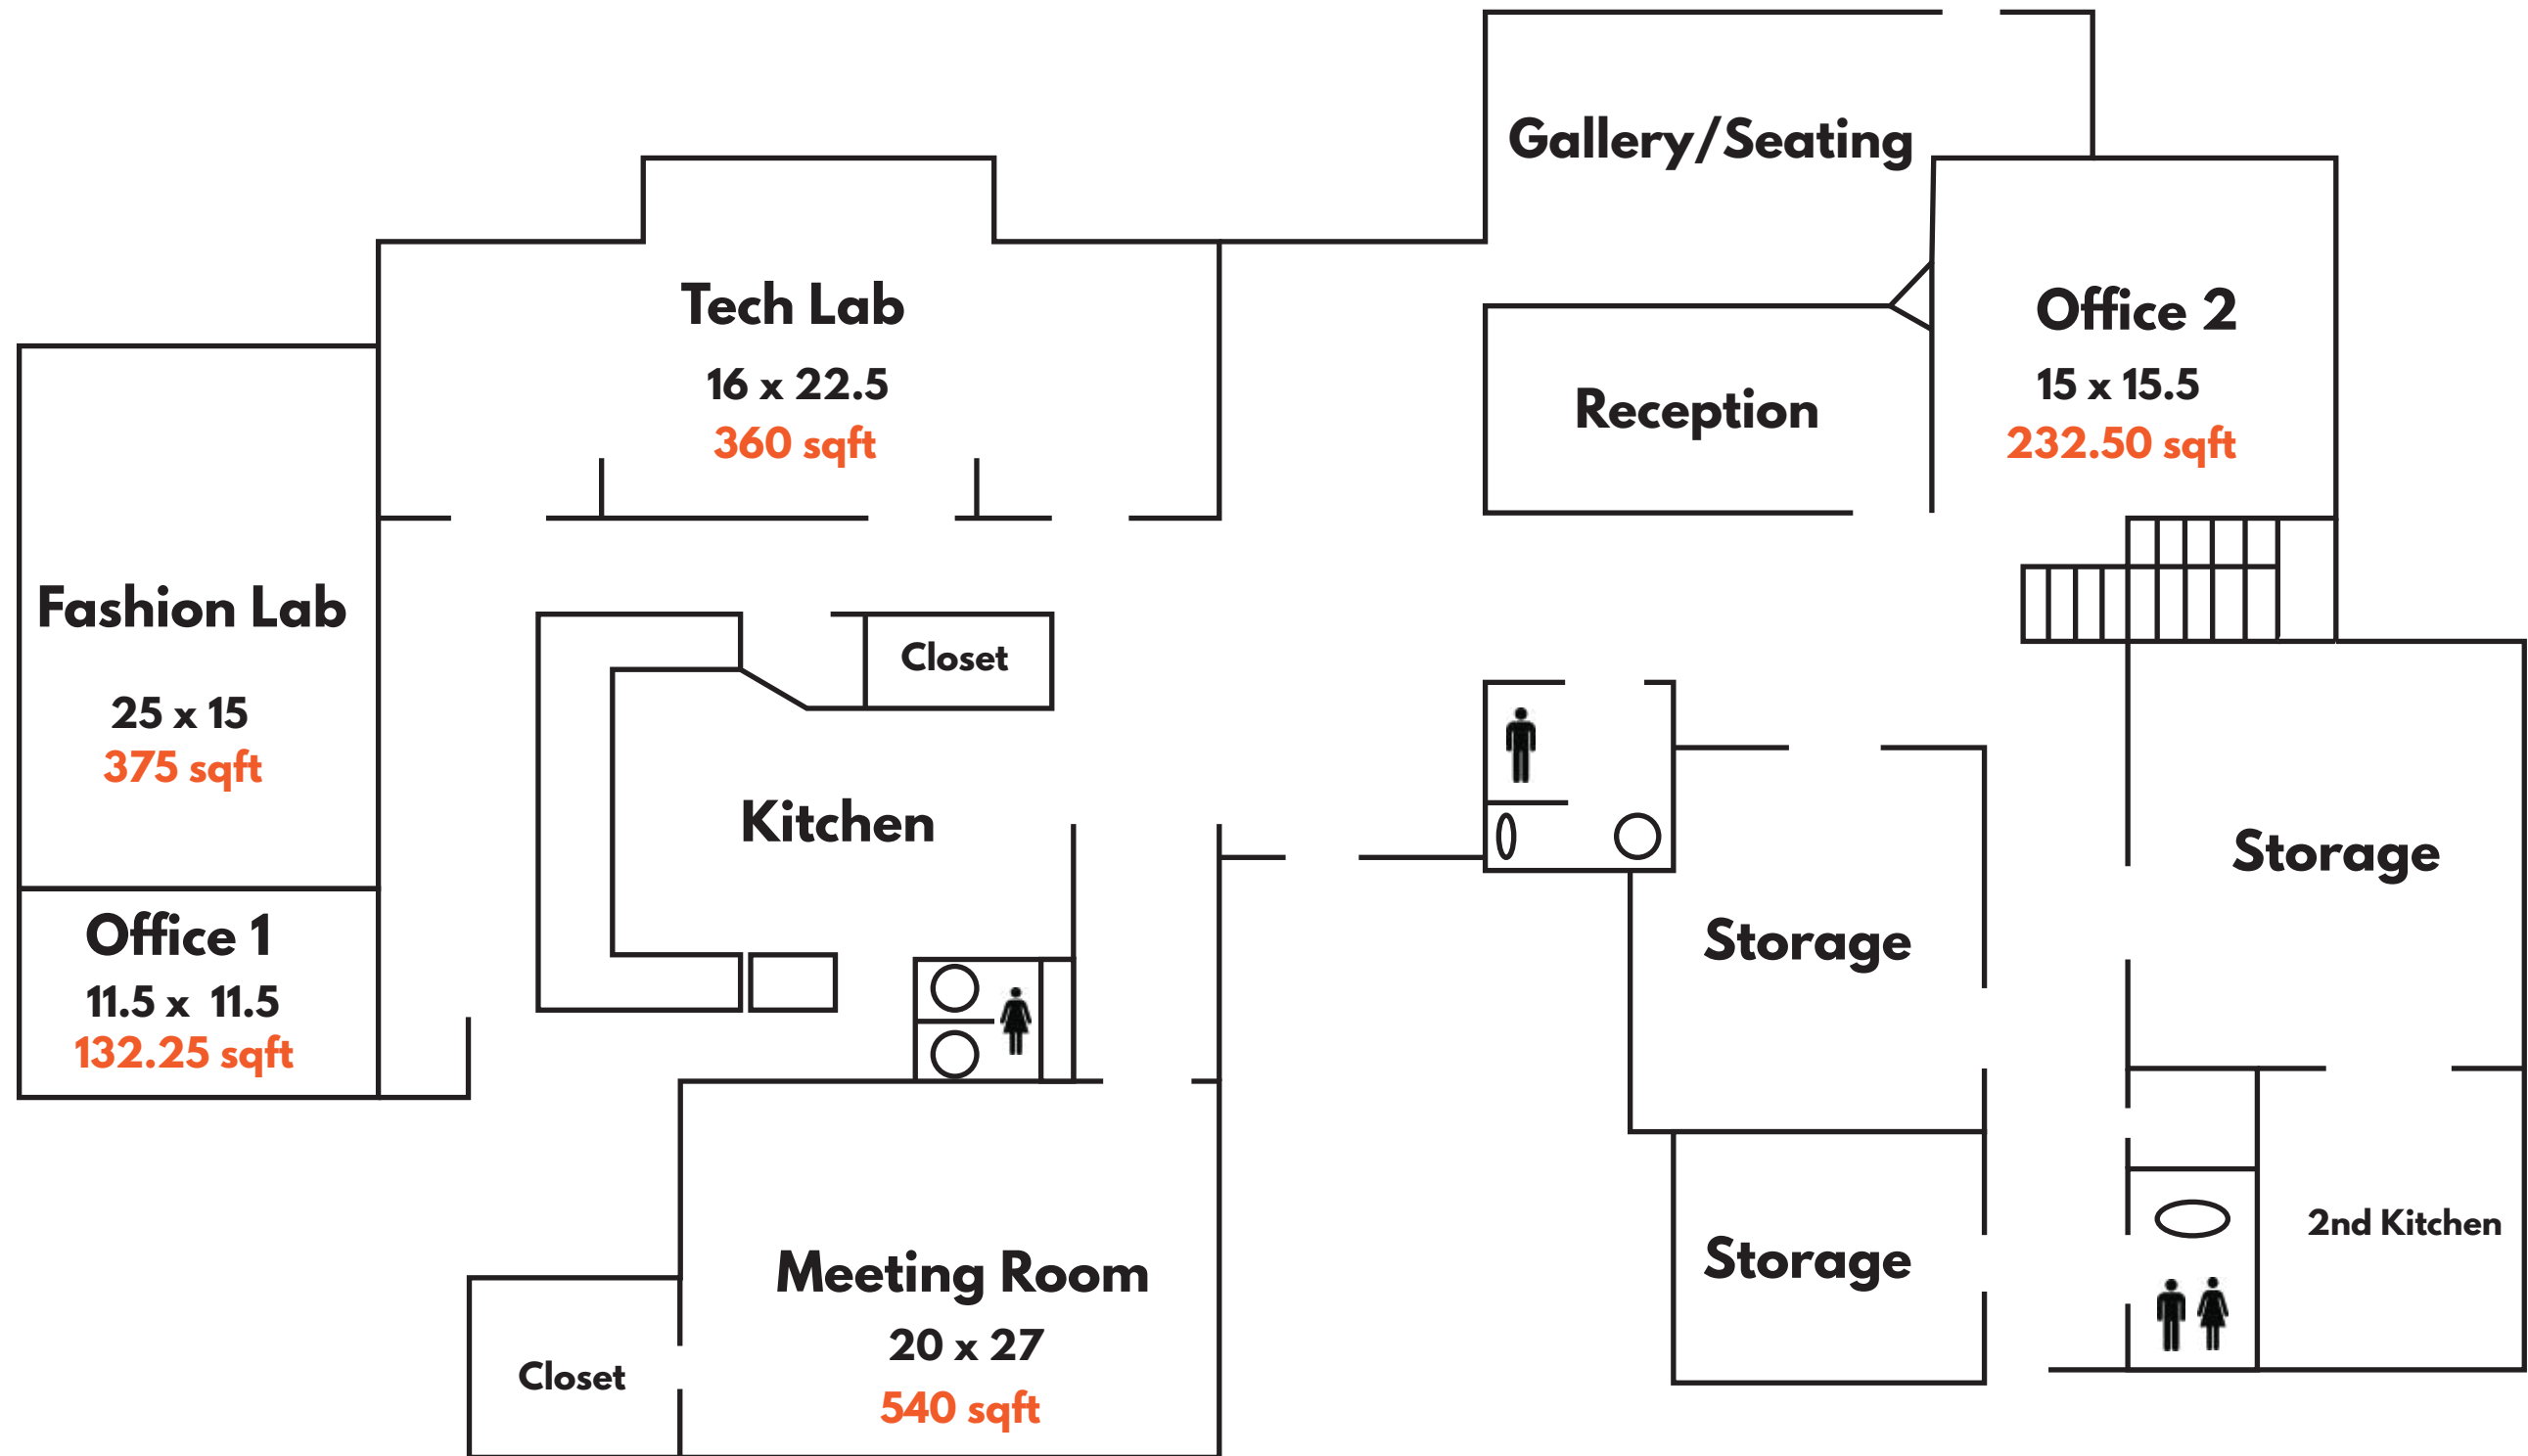 Gallery/Seating
Tech Lab
16 x 22.5
360 sqft
Office 2
15 x 15.5
232.50 sqft
Reception
Fashion Lab
25 x 15
375 sqft
Closet
Kitchen
Storage
Office 1
11.5 x  11.5
132.25 sqft
Storage
2nd Kitchen
Meeting Room
20 x 27
540 sqft
Storage
Closet